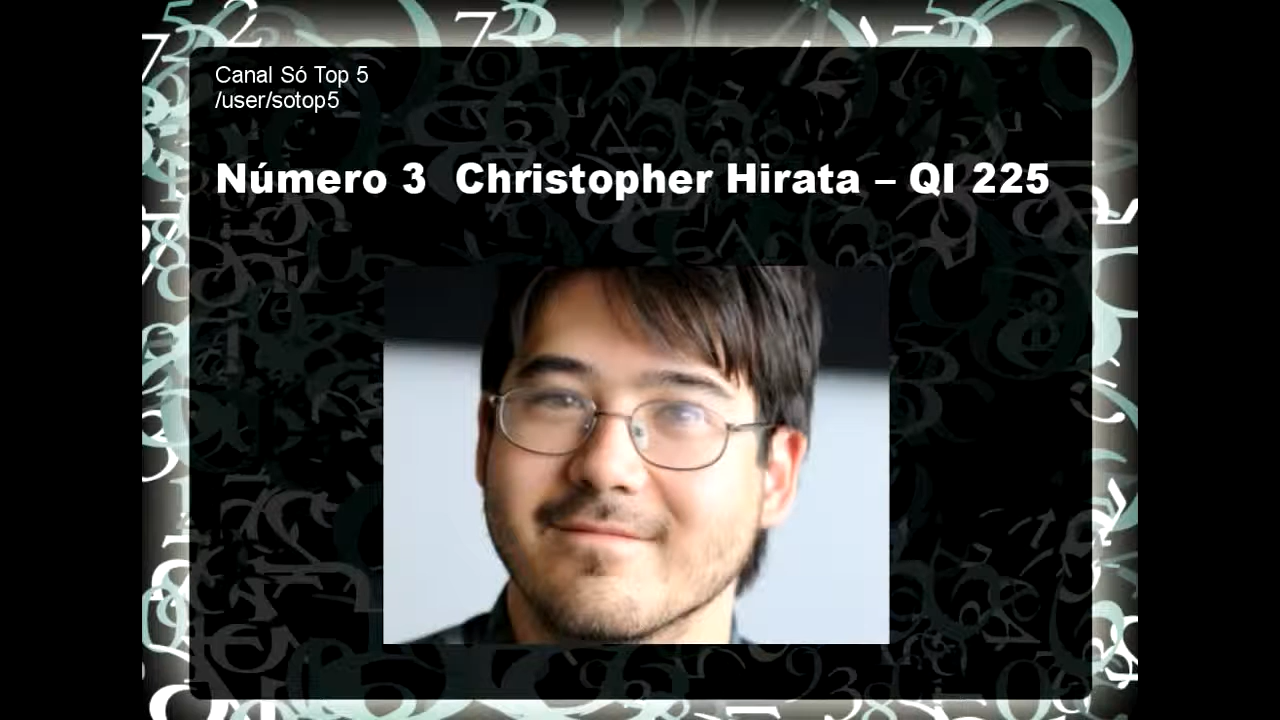 Canal Só Top 5
/user/sotop5
Número 3 Christopher Hirata – QI 225